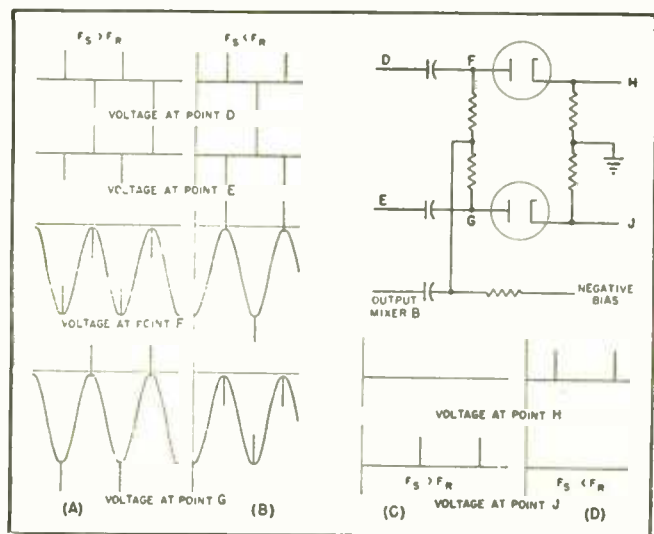 F_S > F_R
F_S < F_R
VOLTAGE AT POINT D
VOLTAGE AT POINT E
VOLTAGE AT POINT F
VOLTAGE AT POINT G
(A)
(B)
D
F
H
E
G
J
OUTPUT
MIXER B
NEGATIVE
BIAS
VOLTAGE AT POINT H
F_S > F_R
F_S < F_R
VOLTAGE AT POINT J
(C)
(D)